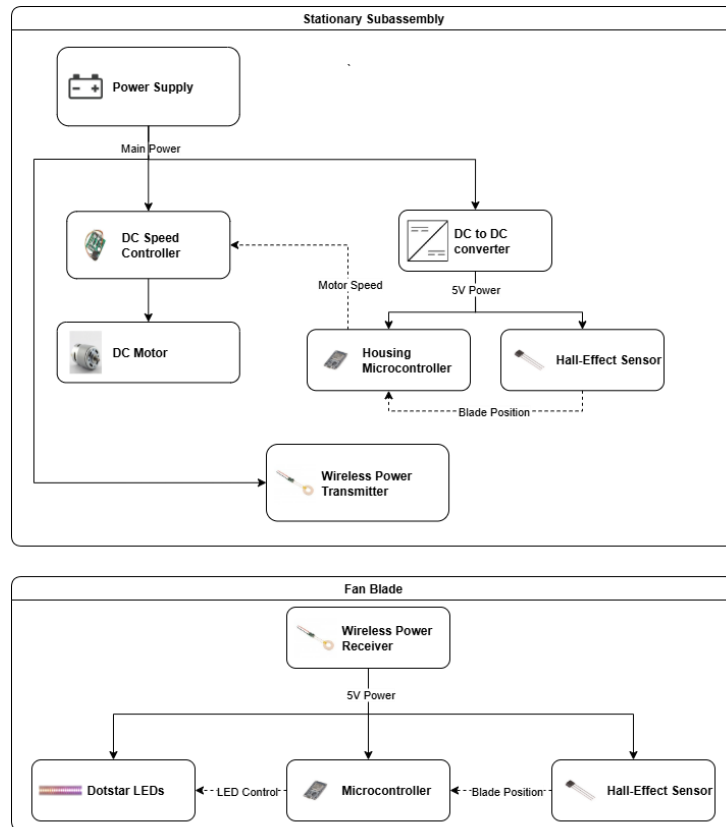 Stationary Subassembly
Power Supply
Main Power
DC Speed
Controller
DC to DC
converter
Motor Speed
5V Power
DC Motor
Housing
Microcontroller
Hall-Effect Sensor
Blade Position
Wireless Power
Transmitter
Fan Blade
Wireless Power
Receiver
5V Power
Dotstar LEDs
LED Control
Microcontroller
Blade Position
Hall-Effect Sensor